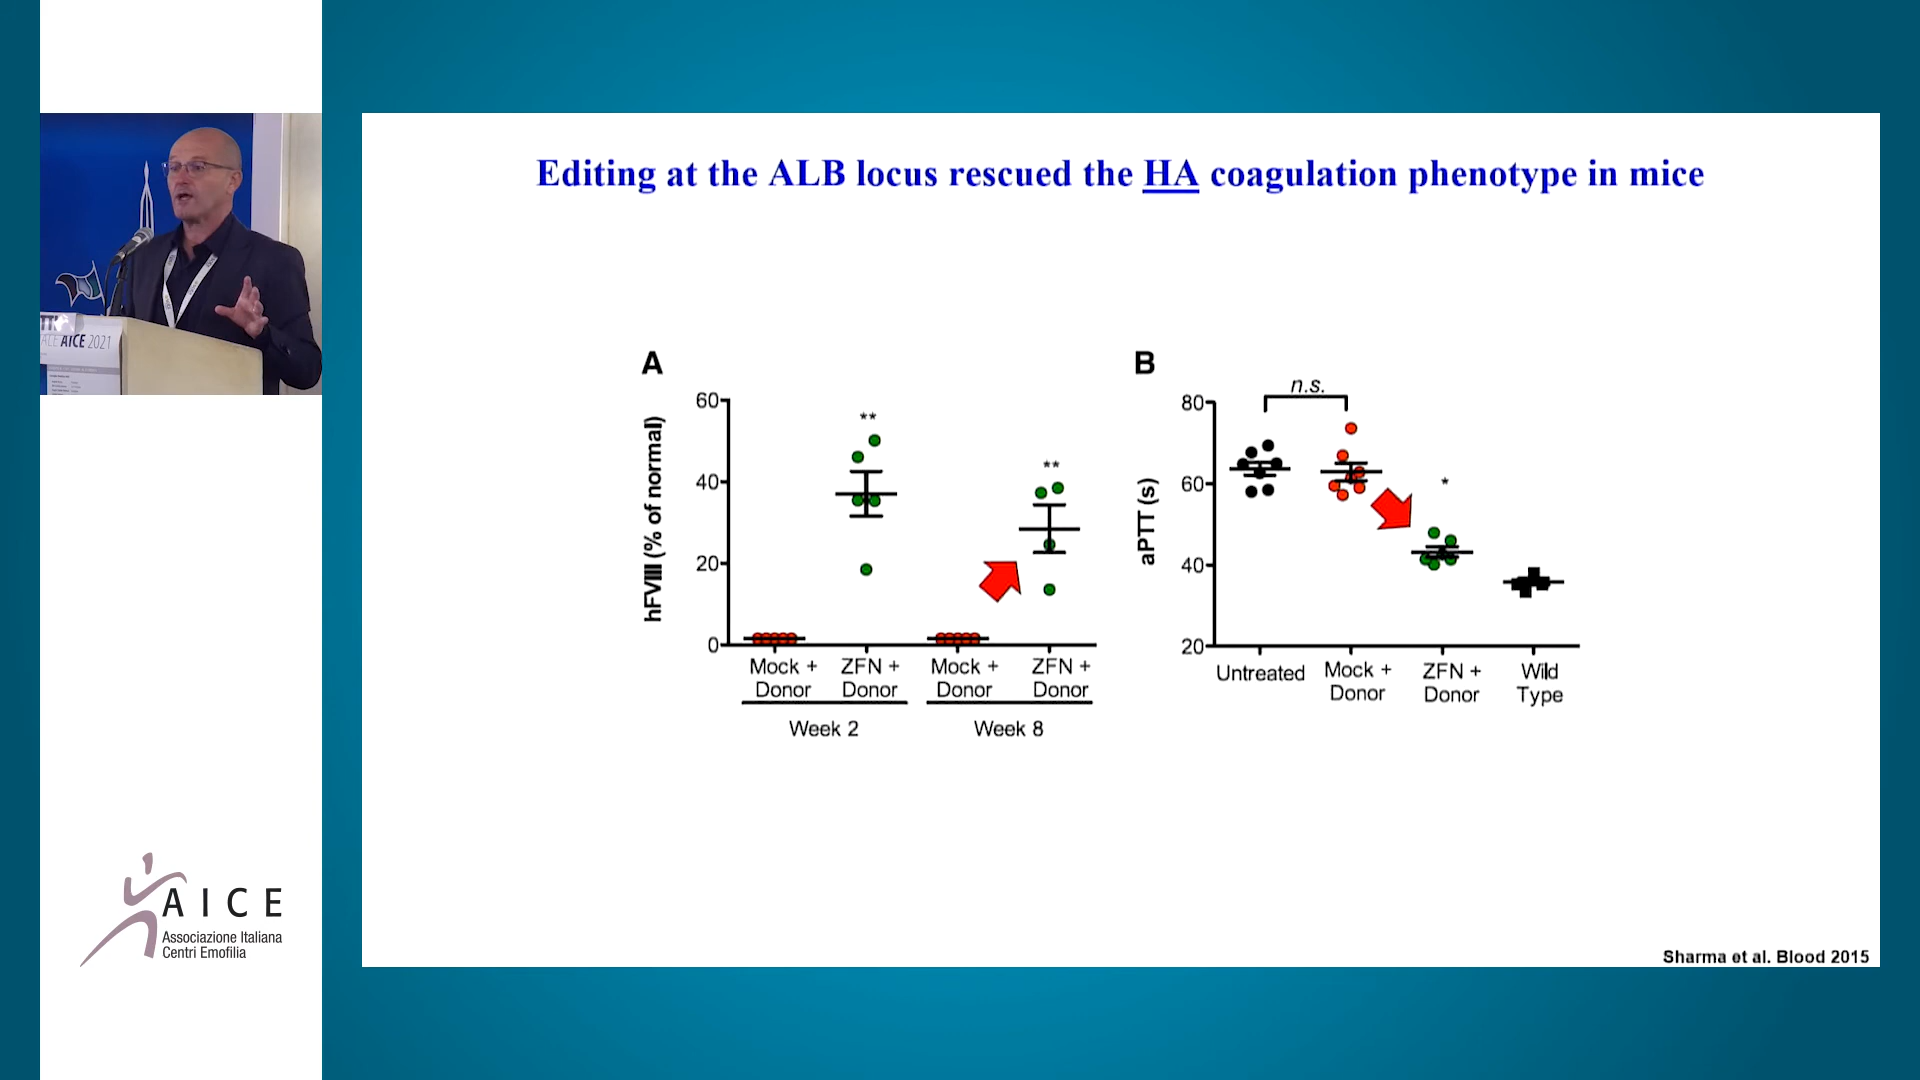 Editing at the ALB locus rescued the HA coagulation phenotype in mice
AICE 2021
A
hFVIII (% of normal)
60
40
20
0
**
**
Mock +
Donor
ZFN +
Donor
Mock +
Donor
ZFN +
Donor
Week 2
Week 8
B
aPTT (s)
80
60
40
20
n.s.
*
Untreated
Mock +
Donor
ZFN +
Donor
Wild
Type
AICE
Associazione Italiana
Centri Emofilia
Sharma et al. Blood 2015